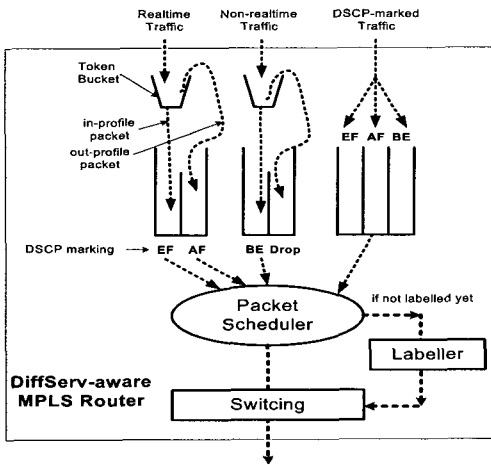 Realtime
Traffic
Non-realtime
Traffic
DSCP-marked
Traffic
Token
Bucket
in-profile
packet
out-profile
packet
EF AF BE
DSCP marking
EF AF
BE Drop
Packet
Scheduler
if not labelled yet
Labeller
DiffServ-aware
MPLS Router
Switcing